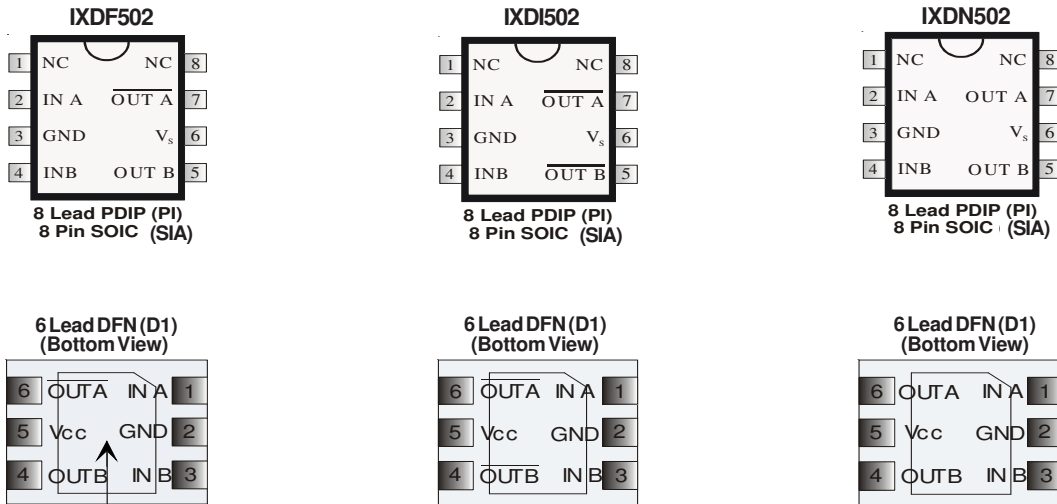 IXDF502
1 NC NC 8
2 IN A OUT A 7
3 GND Vs 6
4 INB OUT B 5
8 Lead PDIP (PI)
8 Pin SOIC (SIA)
IXDI502
1 NC NC 8
2 IN A OUT A 7
3 GND Vs 6
4 INB OUT B 5
8 Lead PDIP (PI)
8 Pin SOIC (SIA)
IXDN502
1 NC NC 8
2 IN A OUT A 7
3 GND Vs 6
4 INB OUT B 5
8 Lead PDIP (PI)
8 Pin SOIC (SIA)
6 Lead DFN (D1)
(Bottom View)
6 OUTA IN A 1
5 Vcc GND 2
4 OUTB IN B 3
6 Lead DFN (D1)
(Bottom View)
6 OUTA IN A 1
5 Vcc GND 2
4 OUTB IN B 3
6 Lead DFN (D1)
(Bottom View)
6 OUTA IN A 1
5 Vcc GND 2
4 OUTB IN B 3